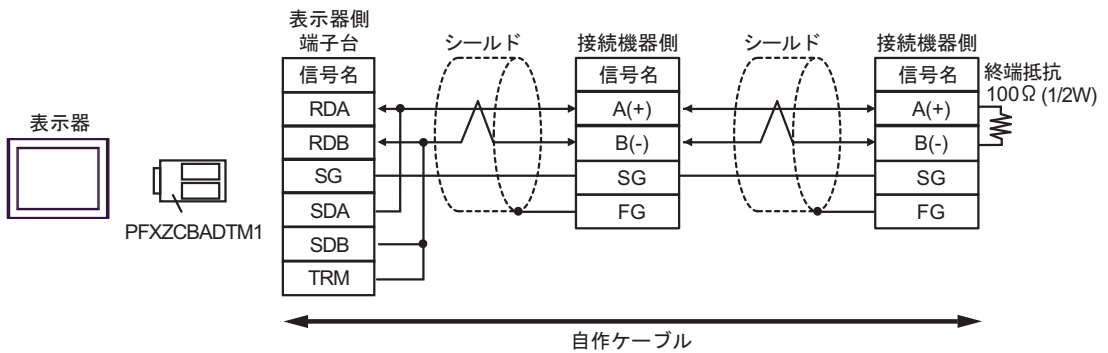 表示器
PFXZCBADTM1
表示器側
端子台
信号名
RDA
RDB
SG
SDA
SDB
TRM
シールド
接続機器側
信号名
A(+)
B(-)
SG
FG
シールド
接続機器側
信号名
A(+)
B(-)
SG
FG
終端抵抗
100Ω (1/2W)
自作ケーブル